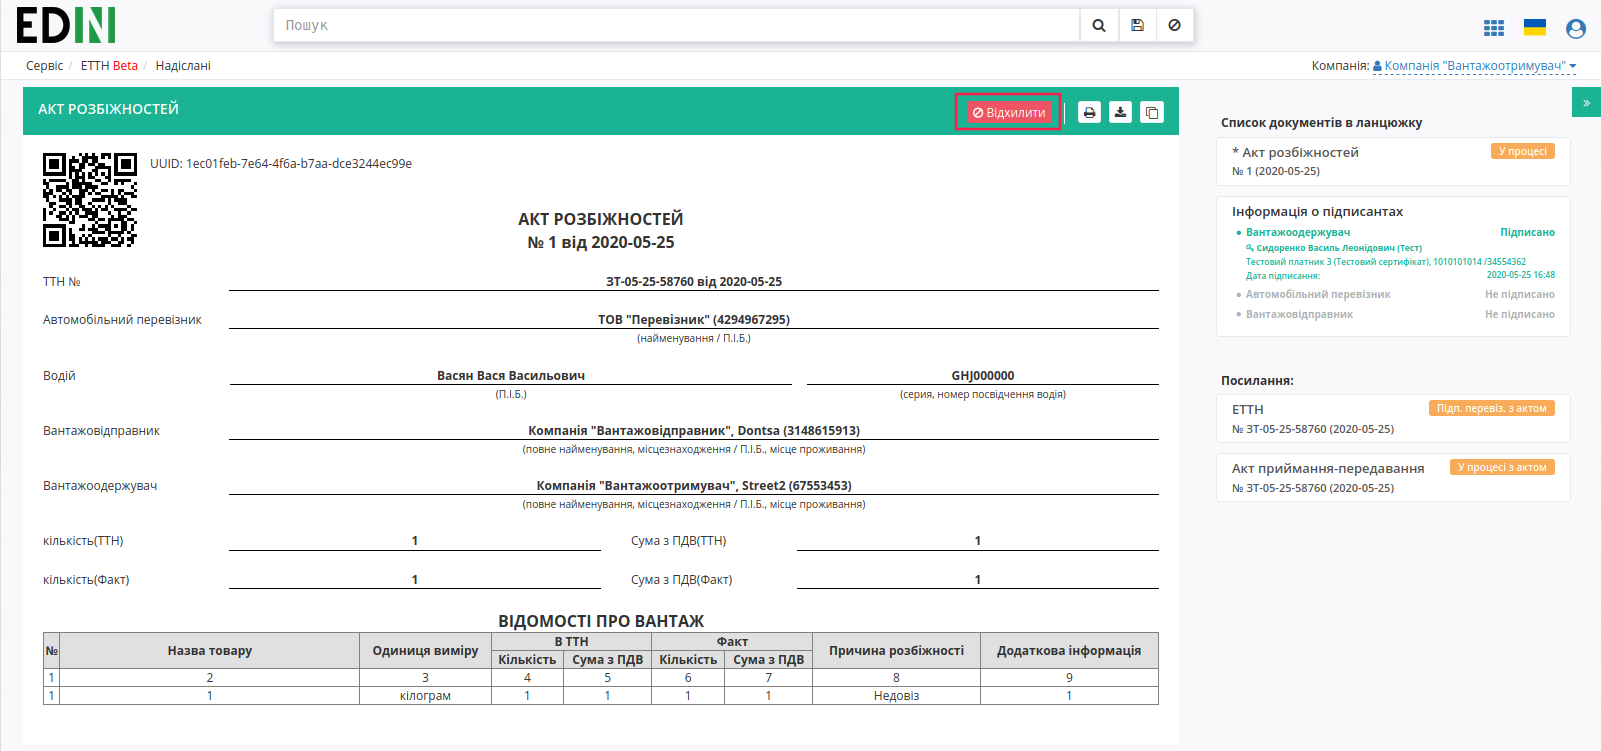 EDIN
Пошук
Сервіс / ЕТТН Beta / Надіслані
Компанія: Компанія "Вантажоотримувач"
АКТ РОЗБІЖНОСТЕЙ
Відхилити
»
UUID: 1ec01feb-7e64-4f6a-b7aa-dce3244ec99e
АКТ РОЗБІЖНОСТЕЙ
№ 1 від 2020-05-25
ТТН № ЗТ-05-25-58760 від 2020-05-25
Автомобільний перевізник ТОВ "Перевізник" (4294967295)
(найменування / П.І.Б.)
Водій Васян Вася Васильович GHJ000000
(П.І.Б.) (серия, номер посвідчення водія)
Вантажовідправник Компанія "Вантажовідправник", Dontsa (3148615913)
(повне найменування, місцезнаходження / П.І.Б., місце проживання)
Вантажоодержувач Компанія "Вантажоотримувач", Street2 (67553453)
(повне найменування, місцезнаходження / П.І.Б., місце проживання)
кількість(ТТН) 1 Сума з ПДВ(ТТН) 1
кількість(Факт) 1 Сума з ПДВ(Факт) 1
ВІДОМОСТІ ПРО ВАНТАЖ
№ Назва товару Одиниця виміру В ТТН Факт Причина розбіжності Додаткова інформація
Кількість Сума з ПДВ Кількість Сума з ПДВ
1 2 3 4 5 6 7 8 9
1 1 кілограм 1 1 1 1 Недовіз 1
Список документів в ланцюжку
* Акт розбіжностей У процесі
№ 1 (2020-05-25)
Інформація о підписантах
Вантажоодержувач Підписано
Сидоренко Василь Леонідович (Тест)
Тестовий платник 3 (Тестовий сертифікат), 1010101014 /34554362
Дата підписання: 2020-05-25 16:48
Автомобільний перевізник Не підписано
Вантажовідправник Не підписано
Посилання:
ЕТТН Підп. перевіз. з актом
№ ЗТ-05-25-58760 (2020-05-25)
Акт приймання-передавання У процесі з актом
№ ЗТ-05-25-58760 (2020-05-25)